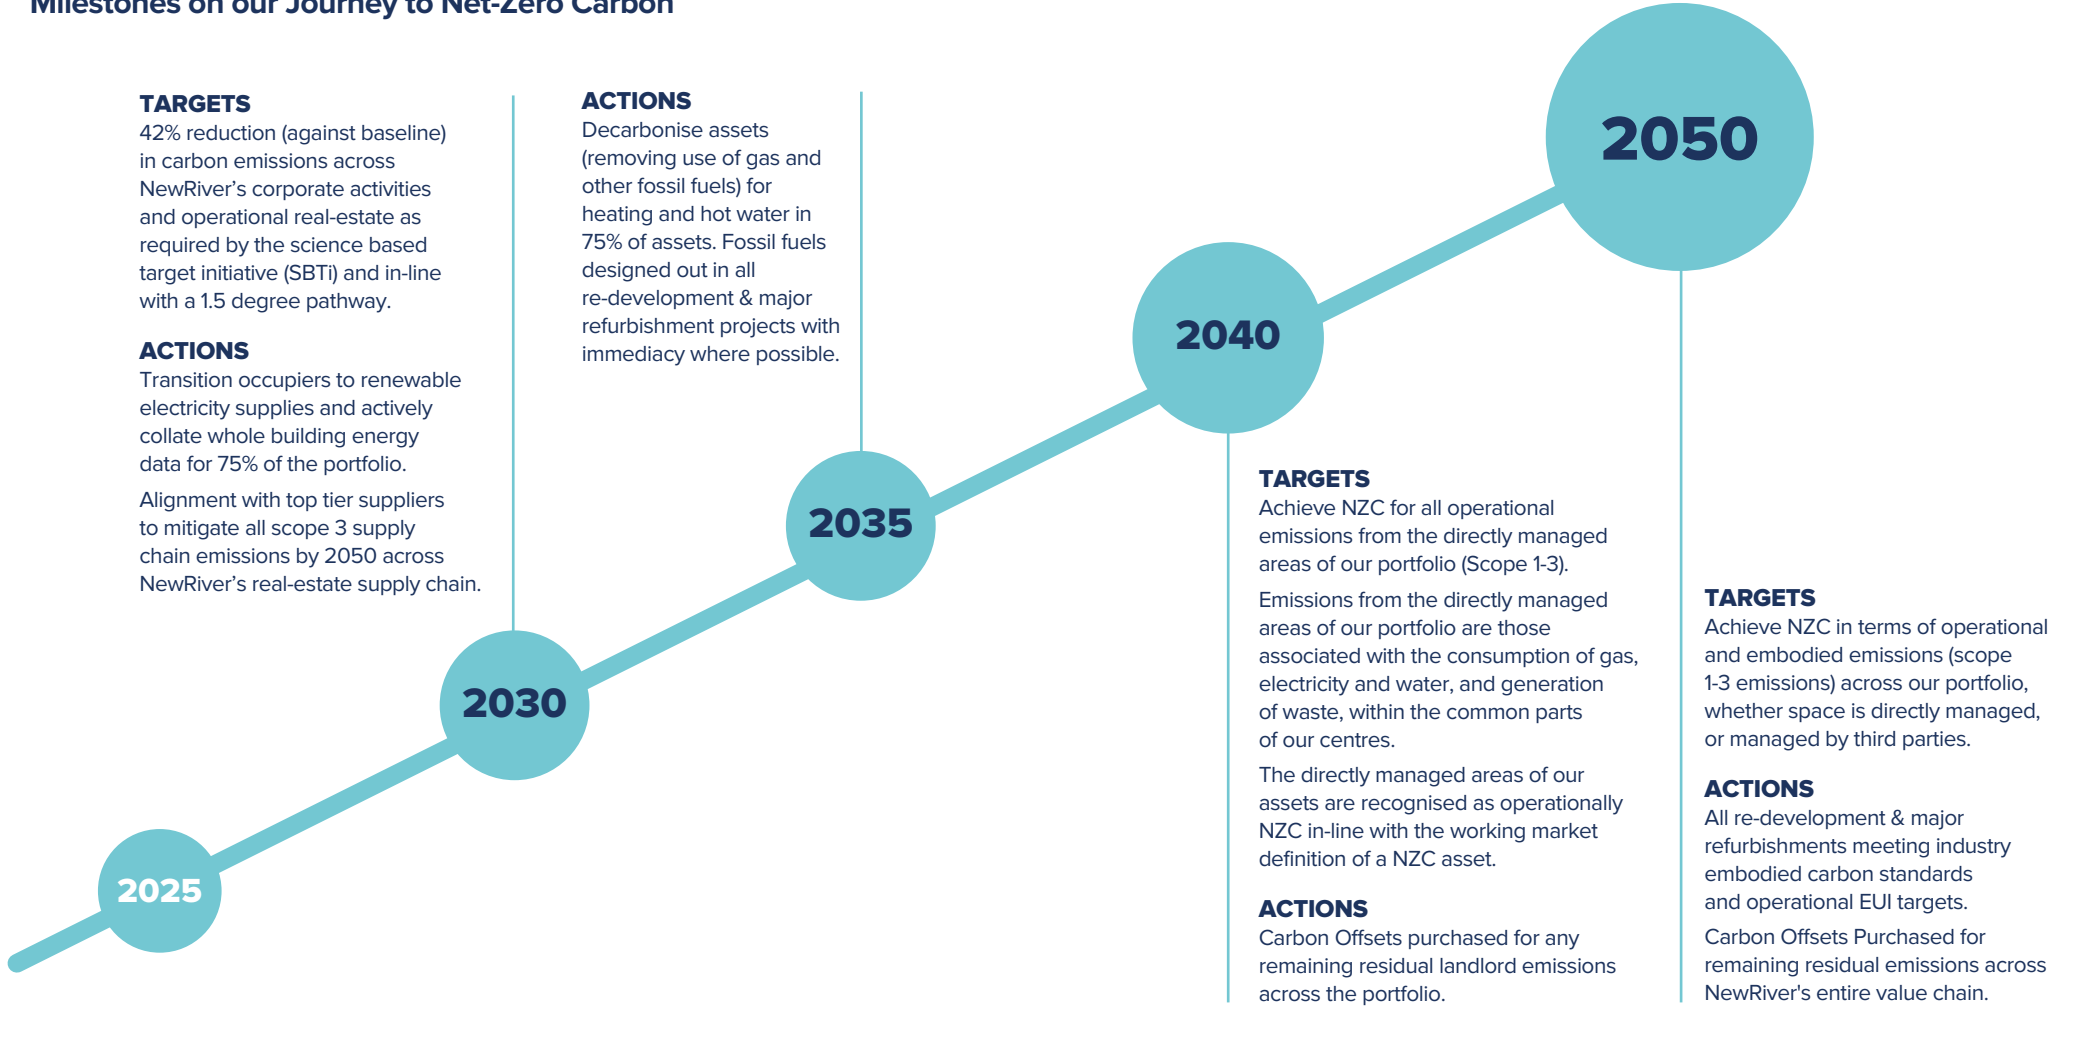 Milestones on our Journey to Net-Zero Carbon
TARGETS
42% reduction (against baseline)
in carbon emissions across
NewRiver’s corporate activities
and operational real-estate as
required by the science based
target initiative (SBTi) and in-line
with a 1.5 degree pathway.
ACTIONS
Transition occupiers to renewable
electricity supplies and actively
collate whole building energy
data for 75% of the portfolio.
Alignment with top tier suppliers
to mitigate all scope 3 supply
chain emissions by 2050 across
NewRiver’s real-estate supply chain.
ACTIONS
Decarbonise assets
(removing use of gas and
other fossil fuels) for
heating and hot water in
75% of assets. Fossil fuels
designed out in all
re-development & major
refurbishment projects with
immediacy where possible.
2025
2030
2035
2040
2050
TARGETS
Achieve NZC for all operational
emissions from the directly managed
areas of our portfolio (Scope 1-3).
Emissions from the directly managed
areas of our portfolio are those
associated with the consumption of gas,
electricity and water, and generation
of waste, within the common parts
of our centres.
The directly managed areas of our
assets are recognised as operationally
NZC in-line with the working market
definition of a NZC asset.
ACTIONS
Carbon Offsets purchased for any
remaining residual landlord emissions
across the portfolio.
TARGETS
Achieve NZC in terms of operational
and embodied emissions (scope
1-3 emissions) across our portfolio,
whether space is directly managed,
or managed by third parties.
ACTIONS
All re-development & major
refurbishments meeting industry
embodied carbon standards
and operational EUI targets.
Carbon Offsets Purchased for
remaining residual emissions across
NewRiver's entire value chain.